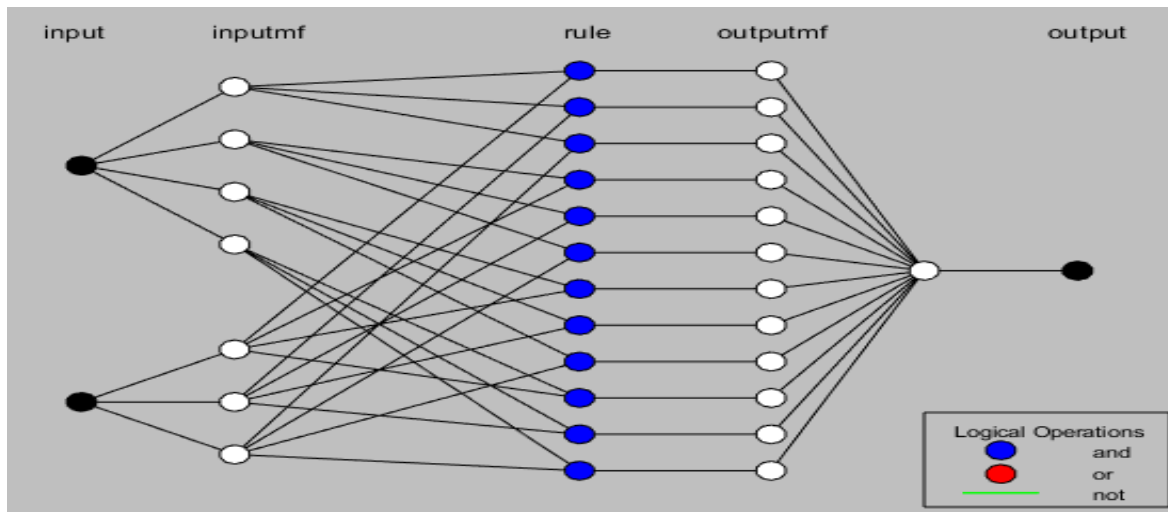 input inputmf rule outputmf output
Logical Operations
and
or
not